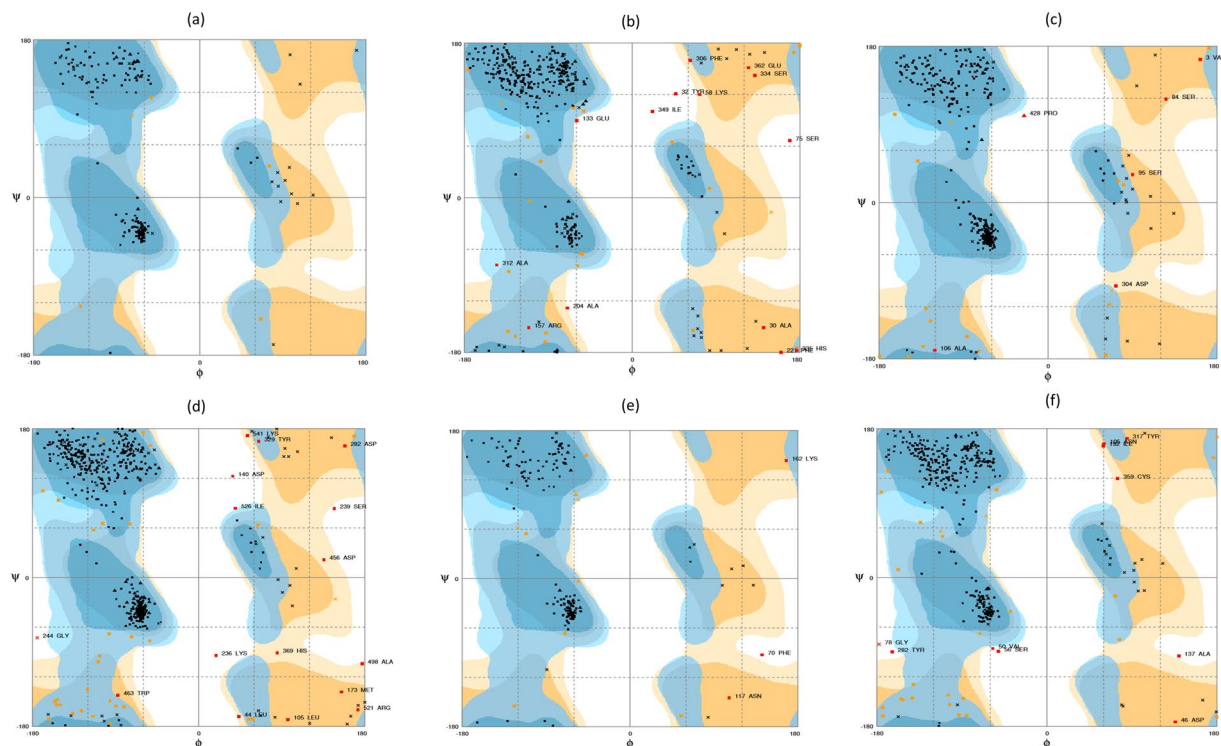 (a)
(b)
(c)
180
ψ
0
-180
-180
0
180
ϕ
180
306 PHE
362 GLU
334 SER
32 TYR
58 LYS
349 ILE
133 GLU
75 SER
ψ
0
312 ALA
204 ALA
157 ARG
30 ALA
-180
-180
0
180
ϕ
180
3 VA
84 SER
428 PRO
95 SER
ψ
0
304 ASP
106 ALA
-180
-180
0
180
ϕ
(d)
(e)
(f)
180
541 LYS
329 TYR
292 ASP
140 ASP
526 ILE
239 SER
456 ASP
ψ
0
244 GLY
236 LYS
369 HIS
498 ALA
463 TRP
173 MET
521 ARG
44 LEU
105 LEU
-180
-180
0
180
ϕ
180
162 LYS
ψ
0
70 PHE
117 ASN
-180
-180
0
180
ϕ
180
317 TYR
359 CYS
ψ
0
78 GLY
282 TYR
50 VAL
56 SER
137 ALA
46 ASP
-180
-180
0
180
ϕ